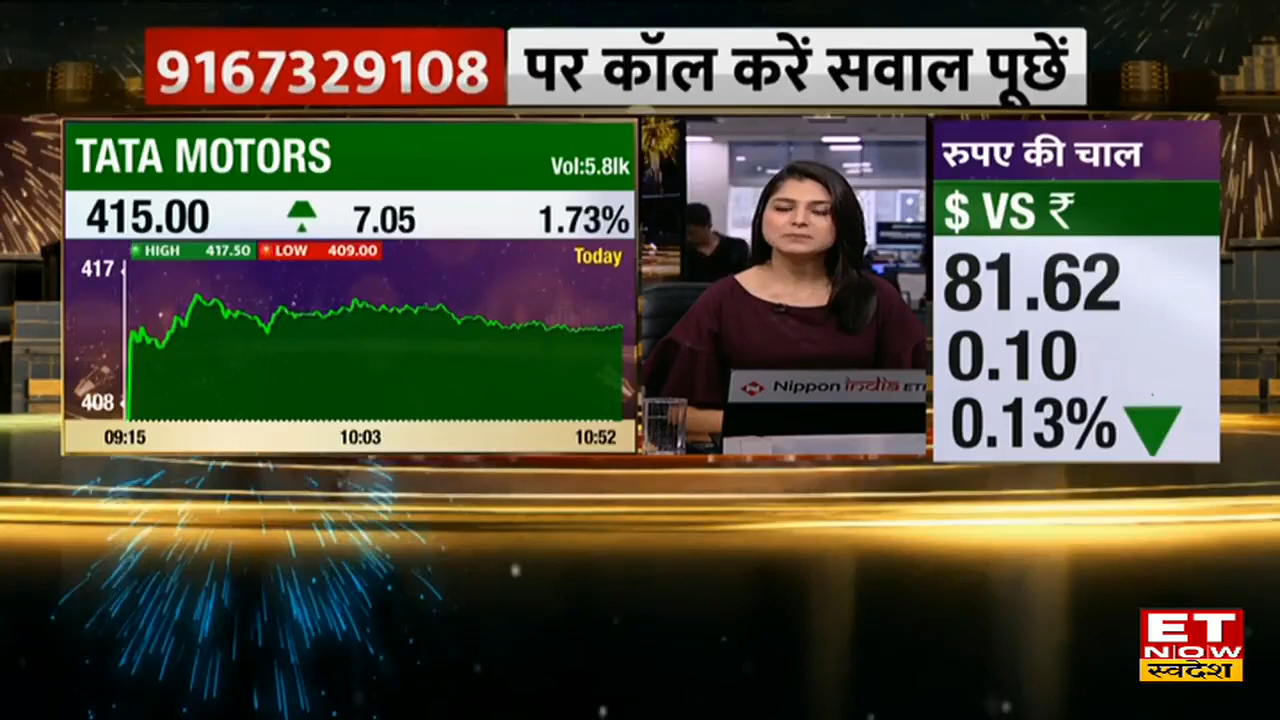 9167329108 पर कॉल करें सवाल पूछें
TATA MOTORS
Vol:5.8lk
415.00 7.05 1.73%
HIGH 417.50 LOW 409.00
Today
417
408
09:15 10:03 10:52
Nippon india ETF
रुपए की चाल
$ VS ₹
81.62
0.10
0.13%
ET
NOW
स्वदेश